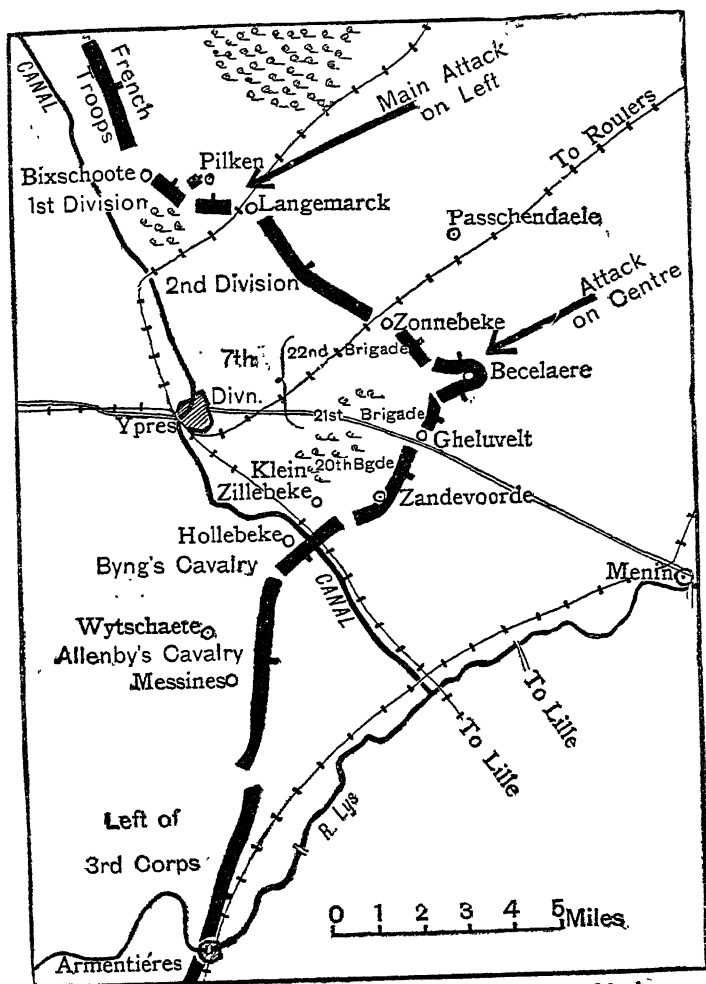 CANAL
French
Troops
Main Attack
on Left
Bixschoote
Pilken
1st Division
Langemarck
To Roulers
Passchendaele
2nd Division
Attack
on Centre
Zonnebeke
7th
22nd Brigade
Becelaere
Divn.
21st Brigade
Ypres
Gheluvelt
Klein
20th Bgde
Zillebeke
Zandevoorde
Hollebeke
Byng's Cavalry
CANAL
Menin
Wytschaete
Allenby's Cavalry
Messines
To Lille
To Lille
R. Lys
Left of
3rd Corps
0 1 2 3 4 5 Miles
Armentiéres